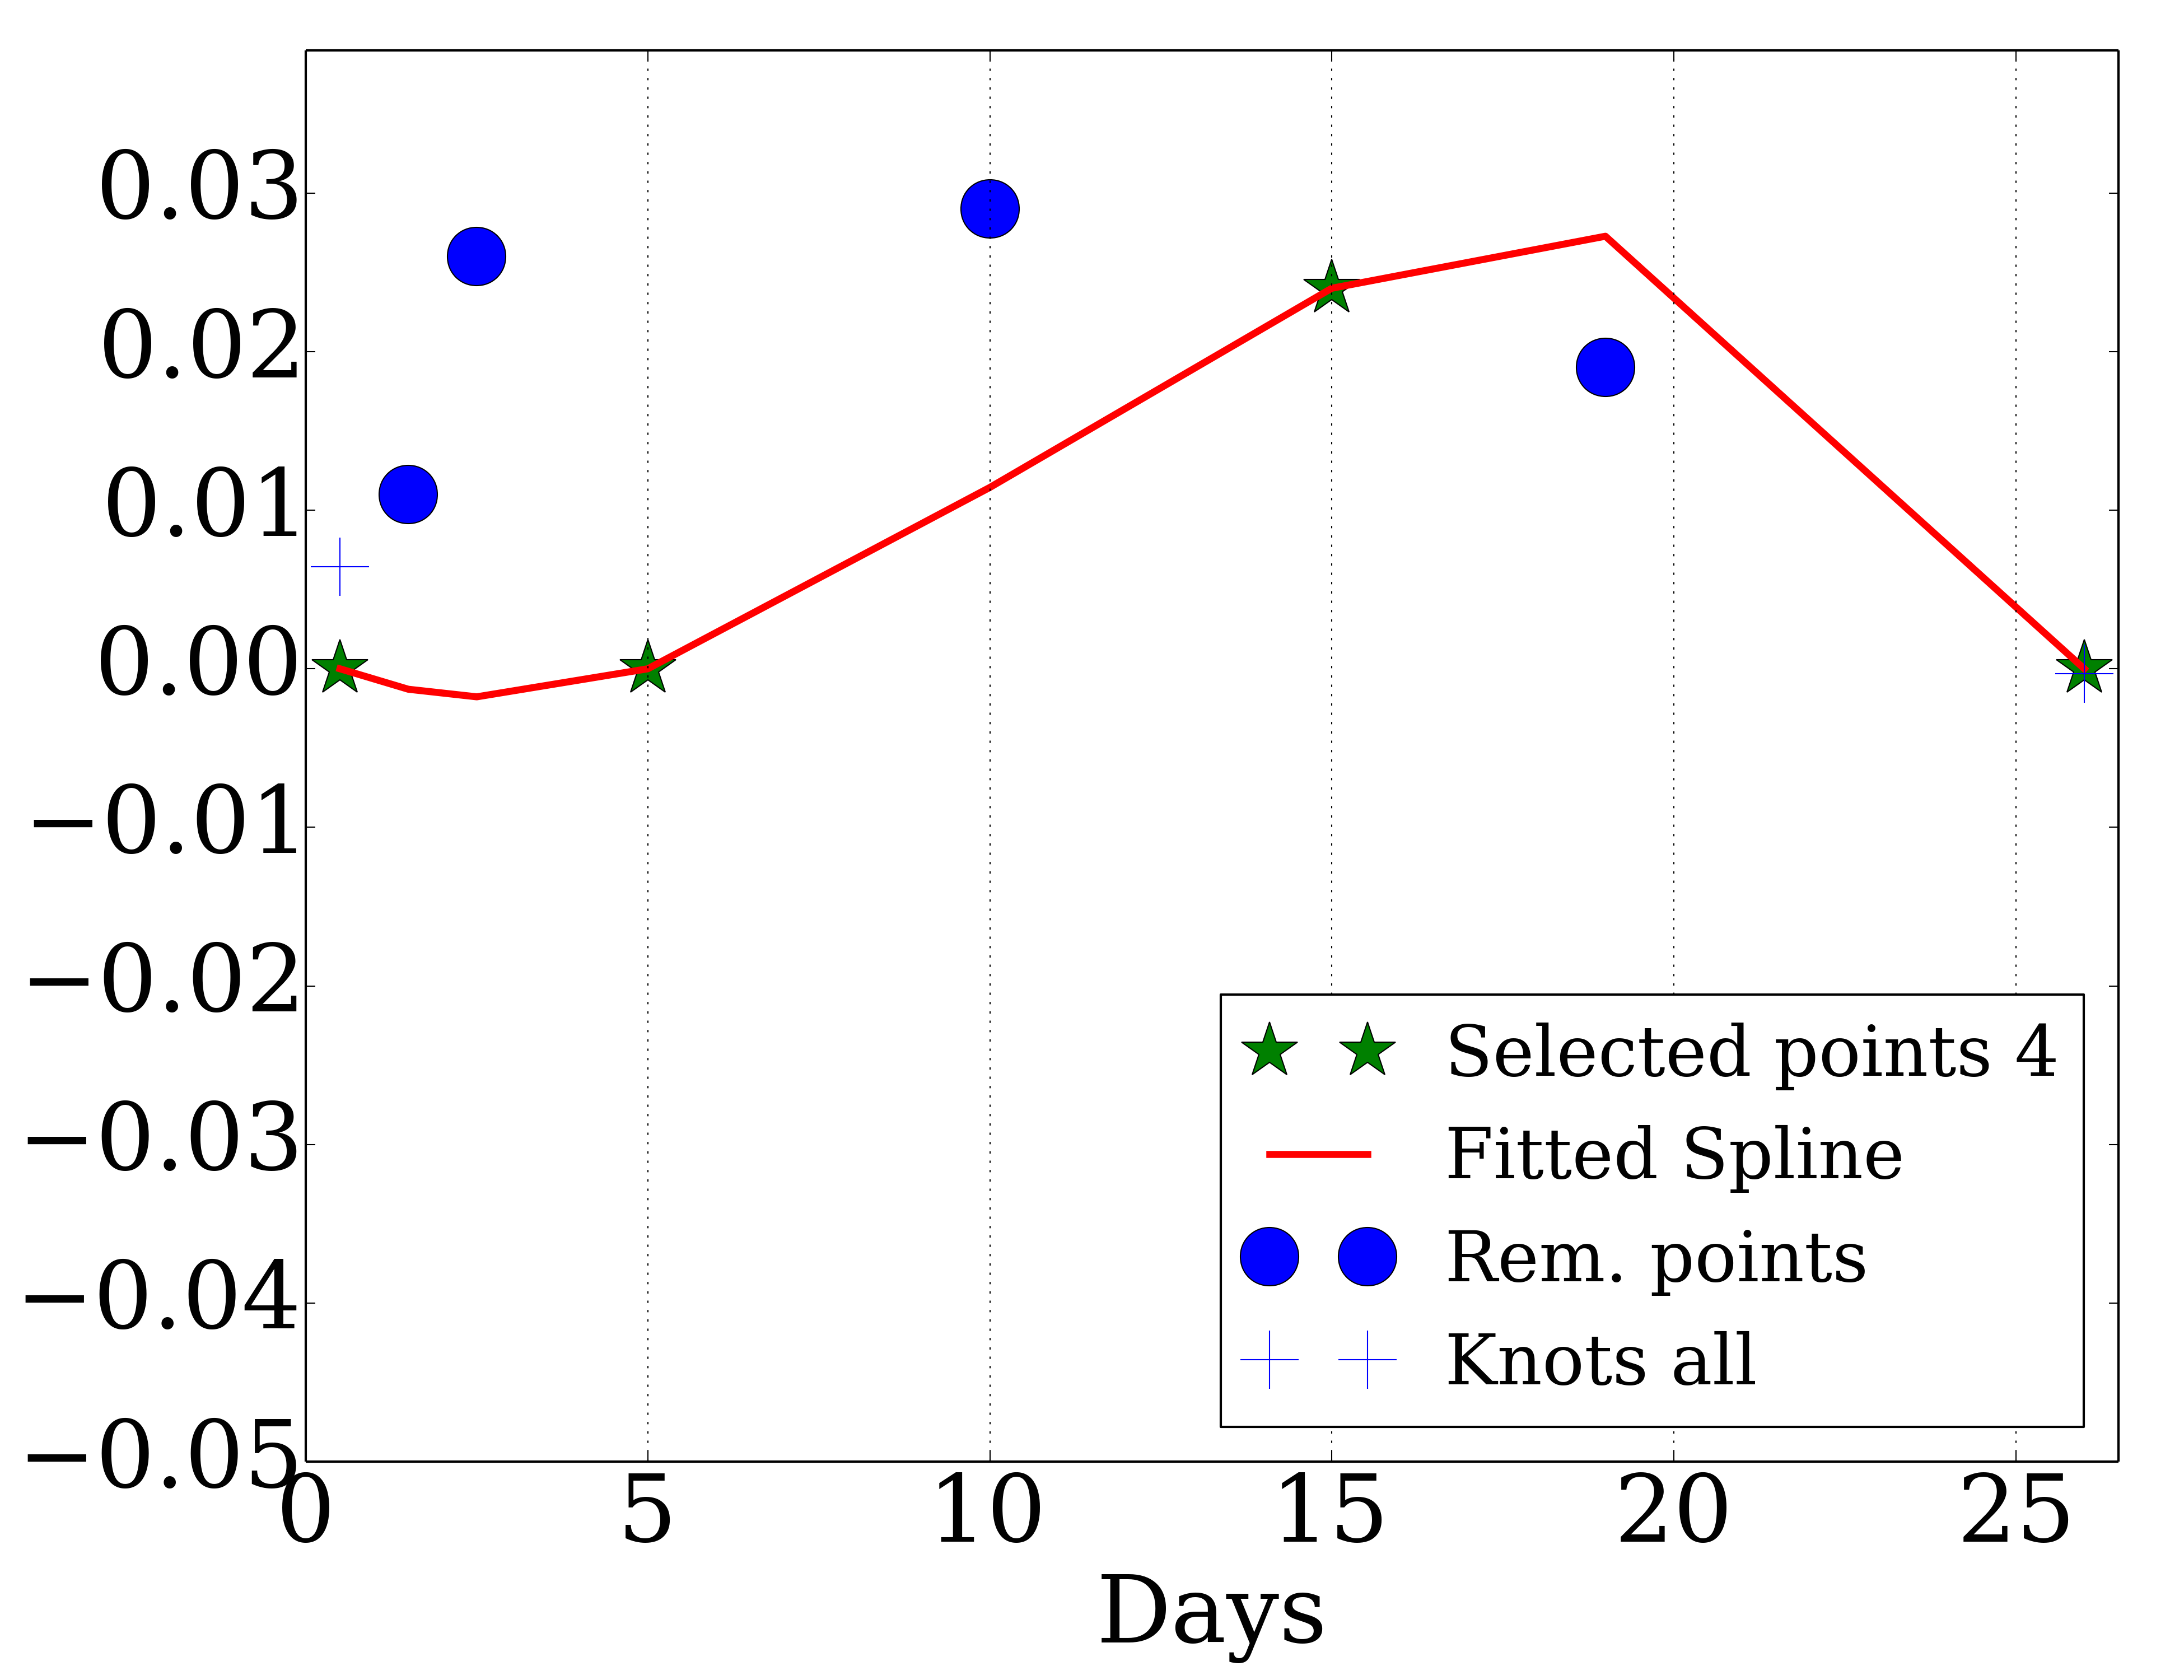 0.03
0.02
0.01
0.00
−0.01
−0.02
−0.03
−0.04
−0.05
0 5 10 15 20 25
Days
Selected points 4
Fitted Spline
Rem. points
Knots all